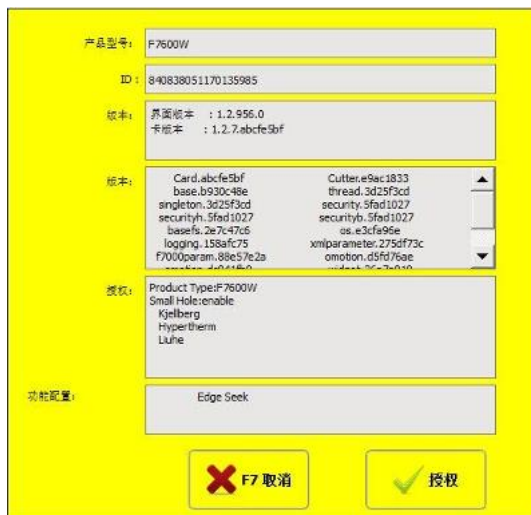 产品型号: F7600W
ID: 840838051170135985
版本: 界面版本 : 1.2.956.0
卡版本 : 1.2.7.abcfe5bf
版本: Card.abcfe5bf Cutter.e9ac1833
base.b930c48e thread.3d25f3cd
singleton.3d25f3cd security.5fad1027
securityh.5fad1027 securityb.5fad1027
basefs.2e7c47c6 os.e3cfa96e
logging.158afc75 xmlparameter.275df73c
f7000param.88e57e2a omotion.d5fd76ae
授权: Product Type:F7600W
Small Hole:enable
Kjellberg
Hypertherm
Liuhe
功能配置: Edge Seek
F7 取消 授权